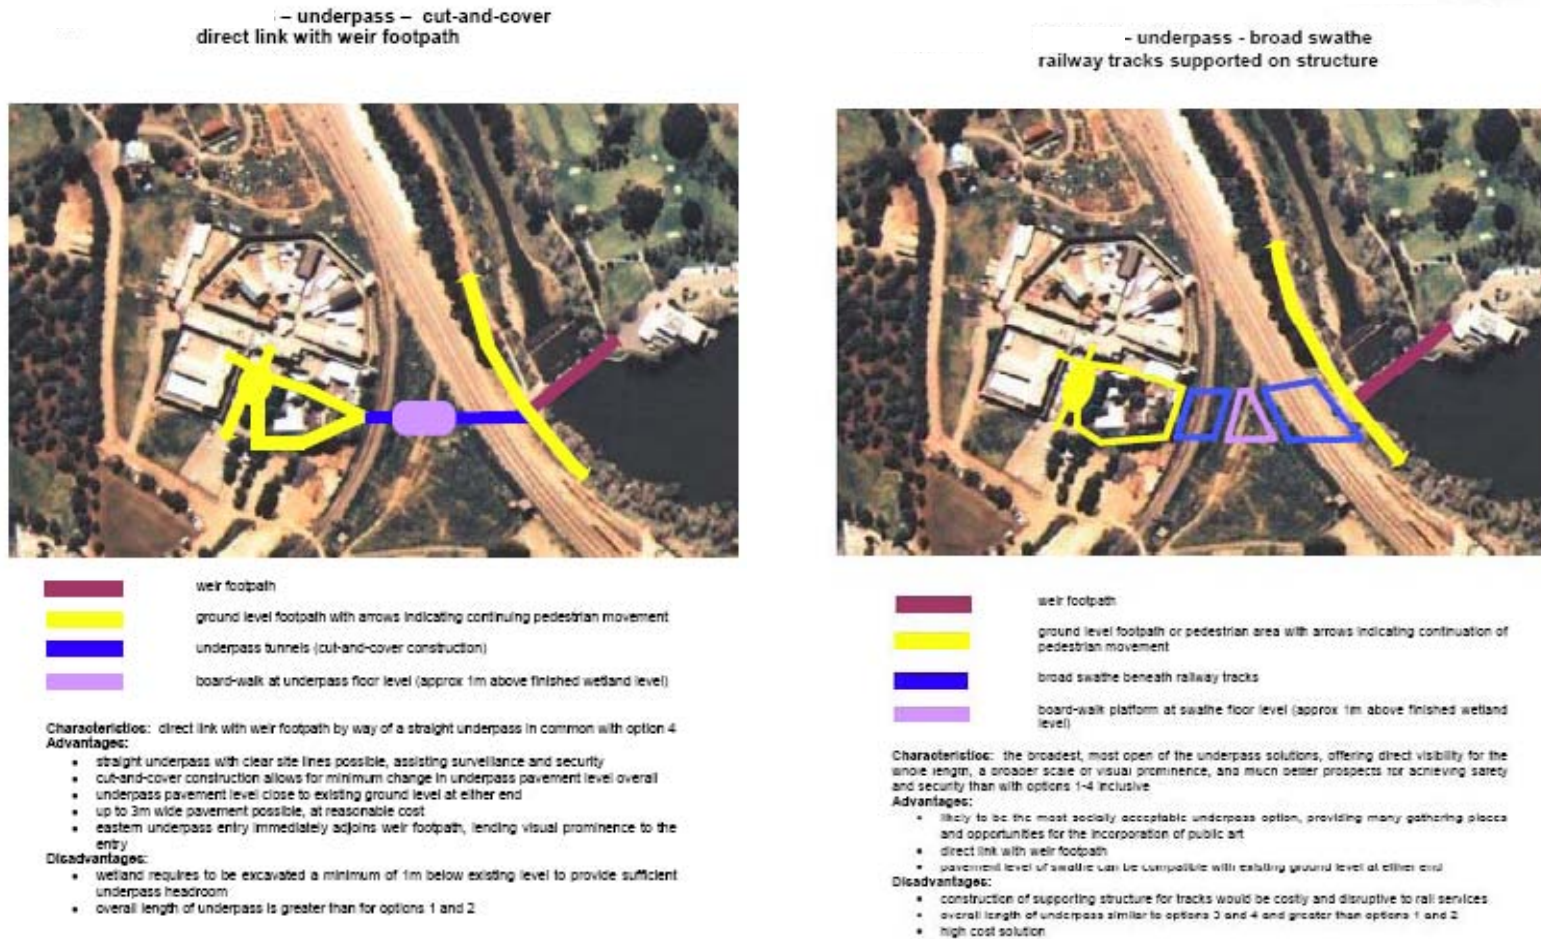 – underpass – cut-and-cover
direct link with weir footpath
weir footpath
ground level footpath with arrows indicating continuing pedestrian movement
underpass tunnels (cut-and-cover construction)
board-walk at underpass floor level (approx 1m above finished wetland level)
Characteristics: direct link with weir footpath by way of a straight underpass in common with option 4
Advantages:
• straight underpass with clear site lines possible, assisting surveillance and security
• cut-and-cover construction allows for minimum change in underpass pavement level overall
• underpass pavement level close to existing ground level at either end
• up to 3m wide pavement possible, at reasonable cost
• eastern underpass entry immediately adjoins weir footpath, lending visual prominence to the
entry
Disadvantages:
• wetland requires to be excavated a minimum of 1m below existing level to provide sufficient
underpass headroom
• overall length of underpass is greater than for options 1 and 2
- underpass - broad swathe
railway tracks supported on structure
weir footpath
ground level footpath or pedestrian area with arrows indicating continuation of
pedestrian movement
broad swathe beneath railway tracks
board-walk platform at swathe floor level (approx 1m above finished wetland
level)
Characteristics: the broadest, most open of the underpass solutions, offering direct visibility for the
whole length, a broader scale of visual prominence, and much better prospects for achieving safety
and security than with options 1-4 inclusive
Advantages:
• likely to be the most socially acceptable underpass option, providing many gathering places
and opportunities for the incorporation of public art
• direct link with weir footpath
• pavement level of swathe can be compatible with existing ground level at either end
Disadvantages:
• construction of supporting structure for tracks would be costly and disruptive to rail services
• overall length of underpass similar to options 3 and 4 and greater than options 1 and 2
• high cost solution